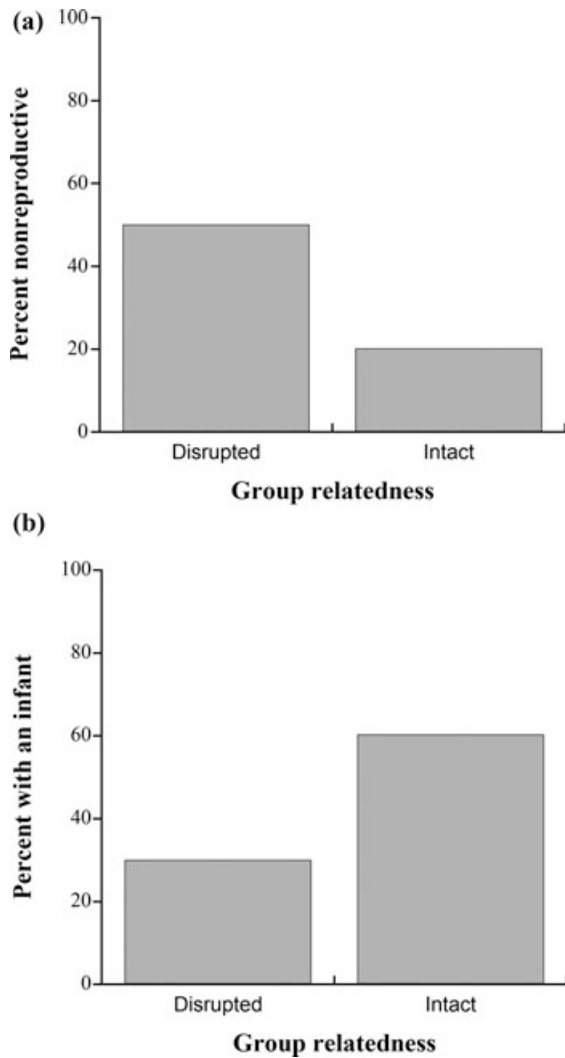 (a)
Percent nonreproductive
100
80
60
40
20
0
Disrupted Intact
Group relatedness
(b)
Percent with an infant
100
80
60
40
20
0
Disrupted Intact
Group relatedness